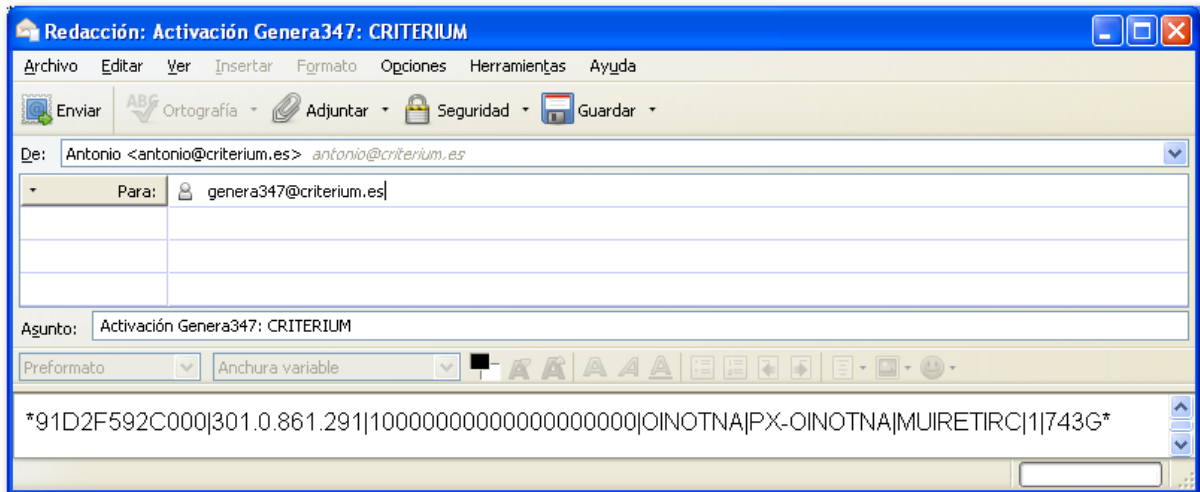 Redacción: Activación Genera347: CRITERIUM
Archivo Editar Ver Insertar Formato Opciones Herramientas Ayuda
Enviar ABC Ortografía Adjuntar Seguridad Guardar
De: Antonio <antonio@criterium.es> antonio@criterium.es
Para: genera347@criterium.es
Asunto: Activación Genera347: CRITERIUM
Preformato Anchura variable
*91D2F592C000|301.0.861.291|10000000000000000000|OINOTNA|PX-OINOTNA|MUIRETIRC|1|743G*